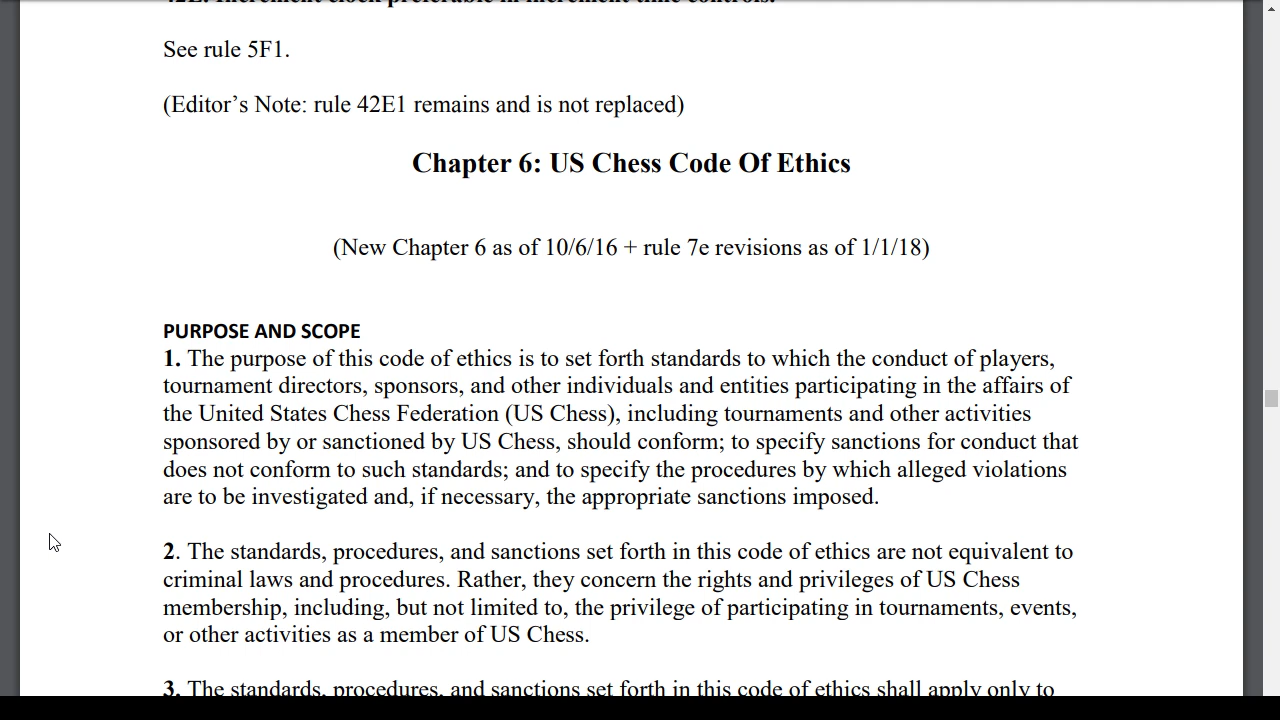 42E. Increment clock preferable in increment time controls.
See rule 5F1.
(Editor’s Note: rule 42E1 remains and is not replaced)
Chapter 6: US Chess Code Of Ethics
(New Chapter 6 as of 10/6/16 + rule 7e revisions as of 1/1/18)
PURPOSE AND SCOPE
1. The purpose of this code of ethics is to set forth standards to which the conduct of players,
tournament directors, sponsors, and other individuals and entities participating in the affairs of
the United States Chess Federation (US Chess), including tournaments and other activities
sponsored by or sanctioned by US Chess, should conform; to specify sanctions for conduct that
does not conform to such standards; and to specify the procedures by which alleged violations
are to be investigated and, if necessary, the appropriate sanctions imposed.
2. The standards, procedures, and sanctions set forth in this code of ethics are not equivalent to
criminal laws and procedures. Rather, they concern the rights and privileges of US Chess
membership, including, but not limited to, the privilege of participating in tournaments, events,
or other activities as a member of US Chess.
3. The standards, procedures, and sanctions set forth in this code of ethics shall apply only to